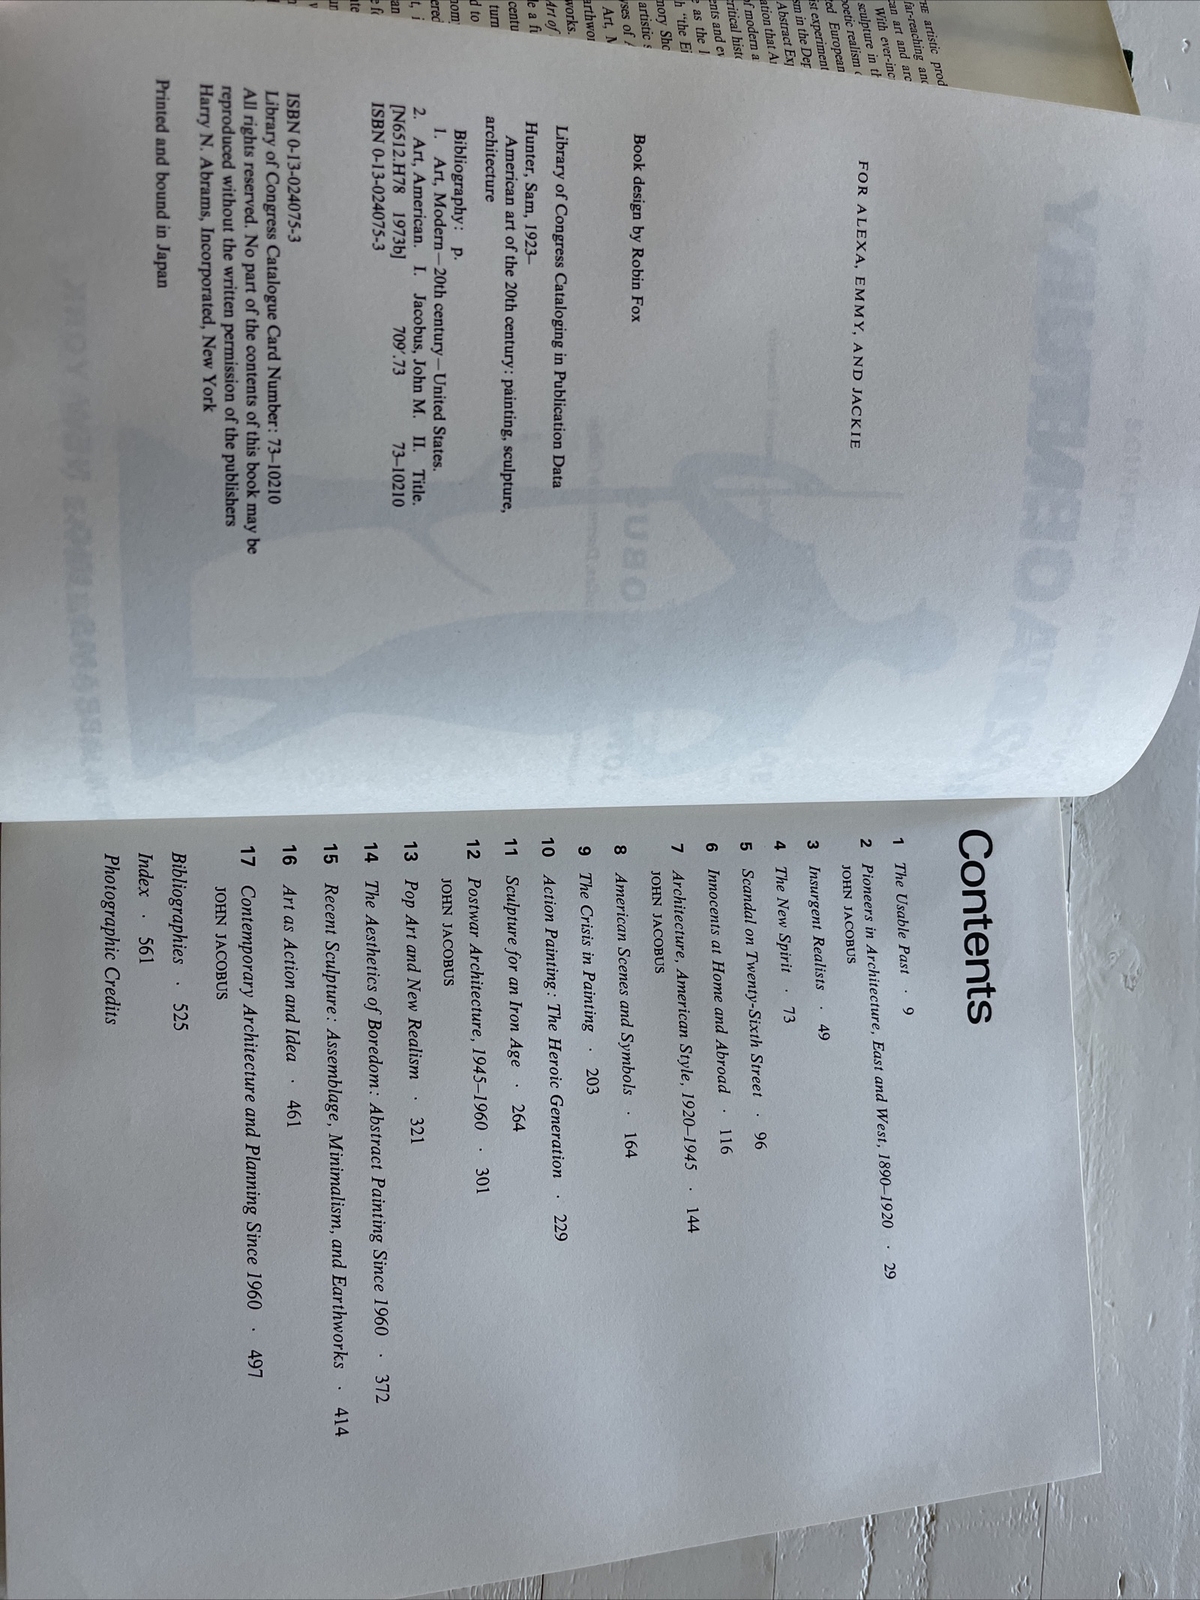 FOR ALEXA, EMMY, AND JACKIE
Book design by Robin Fox
Library of Congress Cataloging in Publication Data
Hunter, Sam, 1923–
American art of the 20th century: painting, sculpture,
architecture
Bibliography: p.
1. Art, Modern—20th century—United States.
2. Art, American. I. Jacobus, John M. II. Title.
[N6512.H78 1973b] 709'.73 73-10210
ISBN 0-13-024075-3
ISBN 0-13-024075-3
Library of Congress Catalogue Card Number: 73-10210
All rights reserved. No part of the contents of this book may be
reproduced without the written permission of the publishers
Harry N. Abrams, Incorporated, New York
Printed and bound in Japan
Contents
1 The Usable Past · 9
2 Pioneers in Architecture, East and West, 1890–1920 · 29
JOHN JACOBUS
3 Insurgent Realists · 49
4 The New Spirit · 73
5 Scandal on Twenty-Sixth Street · 96
6 Innocents at Home and Abroad · 116
7 Architecture, American Style, 1920–1945 · 144
JOHN JACOBUS
8 American Scenes and Symbols · 164
9 The Crisis in Painting · 203
10 Action Painting: The Heroic Generation · 229
11 Sculpture for an Iron Age · 264
12 Postwar Architecture, 1945–1960 · 301
JOHN JACOBUS
13 Pop Art and New Realism · 321
14 The Aesthetics of Boredom: Abstract Painting Since 1960 · 372
15 Recent Sculpture: Assemblage, Minimalism, and Earthworks · 414
16 Art as Action and Idea · 461
17 Contemporary Architecture and Planning Since 1960 · 497
JOHN JACOBUS
Bibliographies · 525
Index · 561
Photographic Credits